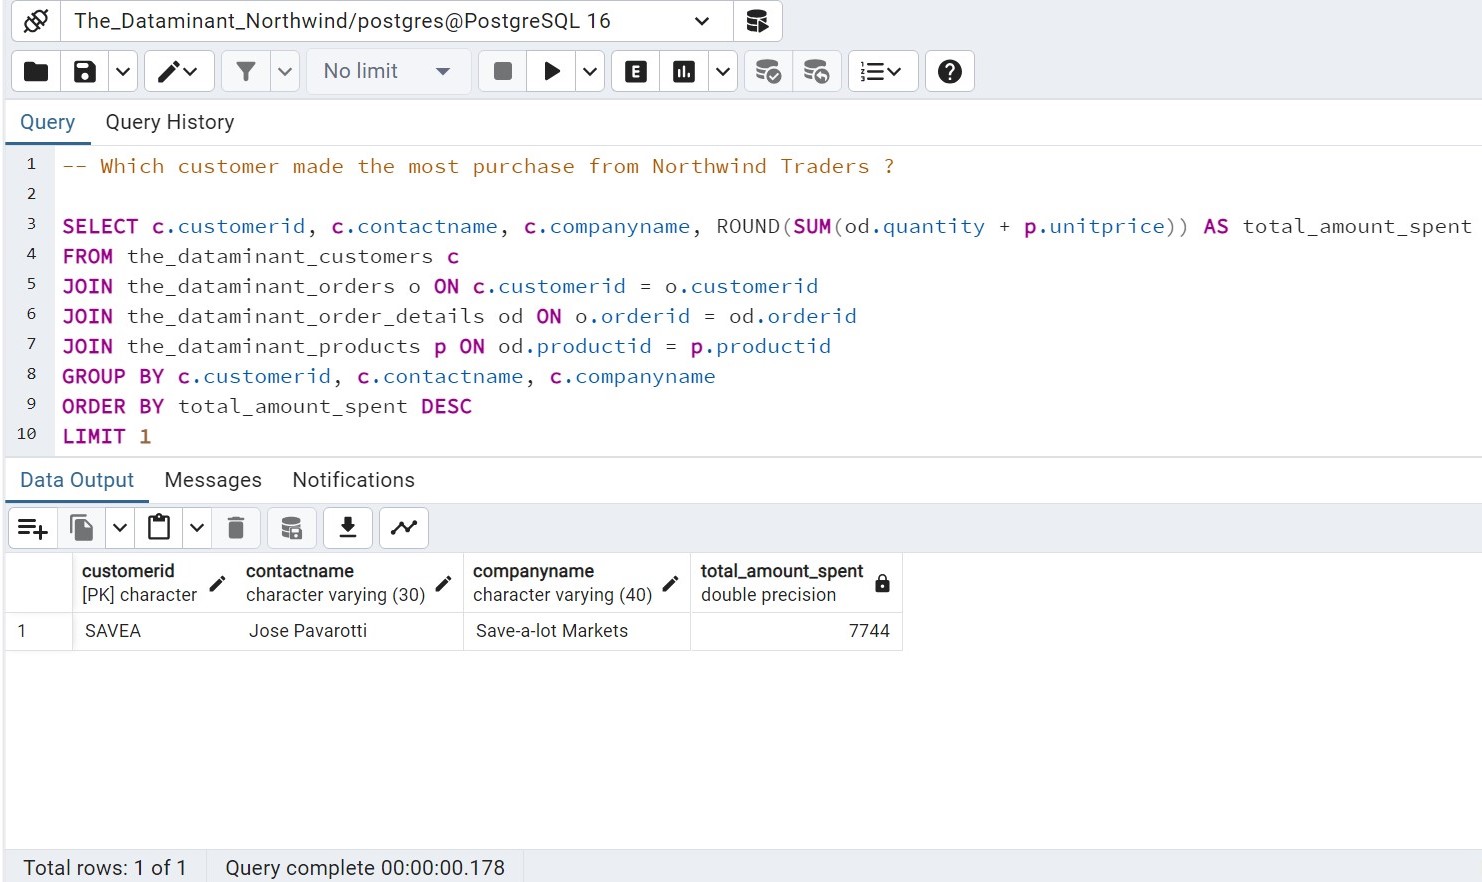 The_Dataminant_Northwind/postgres@PostgreSQL 16
No limit
E
Query Query History
1 -- Which customer made the most purchase from Northwind Traders ?
2
3 SELECT c.customerid, c.contactname, c.companyname, ROUND(SUM(od.quantity + p.unitprice)) AS total_amount_spent
4 FROM the_dataminant_customers c
5 JOIN the_dataminant_orders o ON c.customerid = o.customerid
6 JOIN the_dataminant_order_details od ON o.orderid = od.orderid
7 JOIN the_dataminant_products p ON od.productid = p.productid
8 GROUP BY c.customerid, c.contactname, c.companyname
9 ORDER BY total_amount_spent DESC
10 LIMIT 1
Data Output Messages Notifications
customerid contactname companyname total_amount_spent
[PK] character character varying (30) character varying (40) double precision
1 SAVEA Jose Pavarotti Save-a-lot Markets 7744
Total rows: 1 of 1 Query complete 00:00:00.178